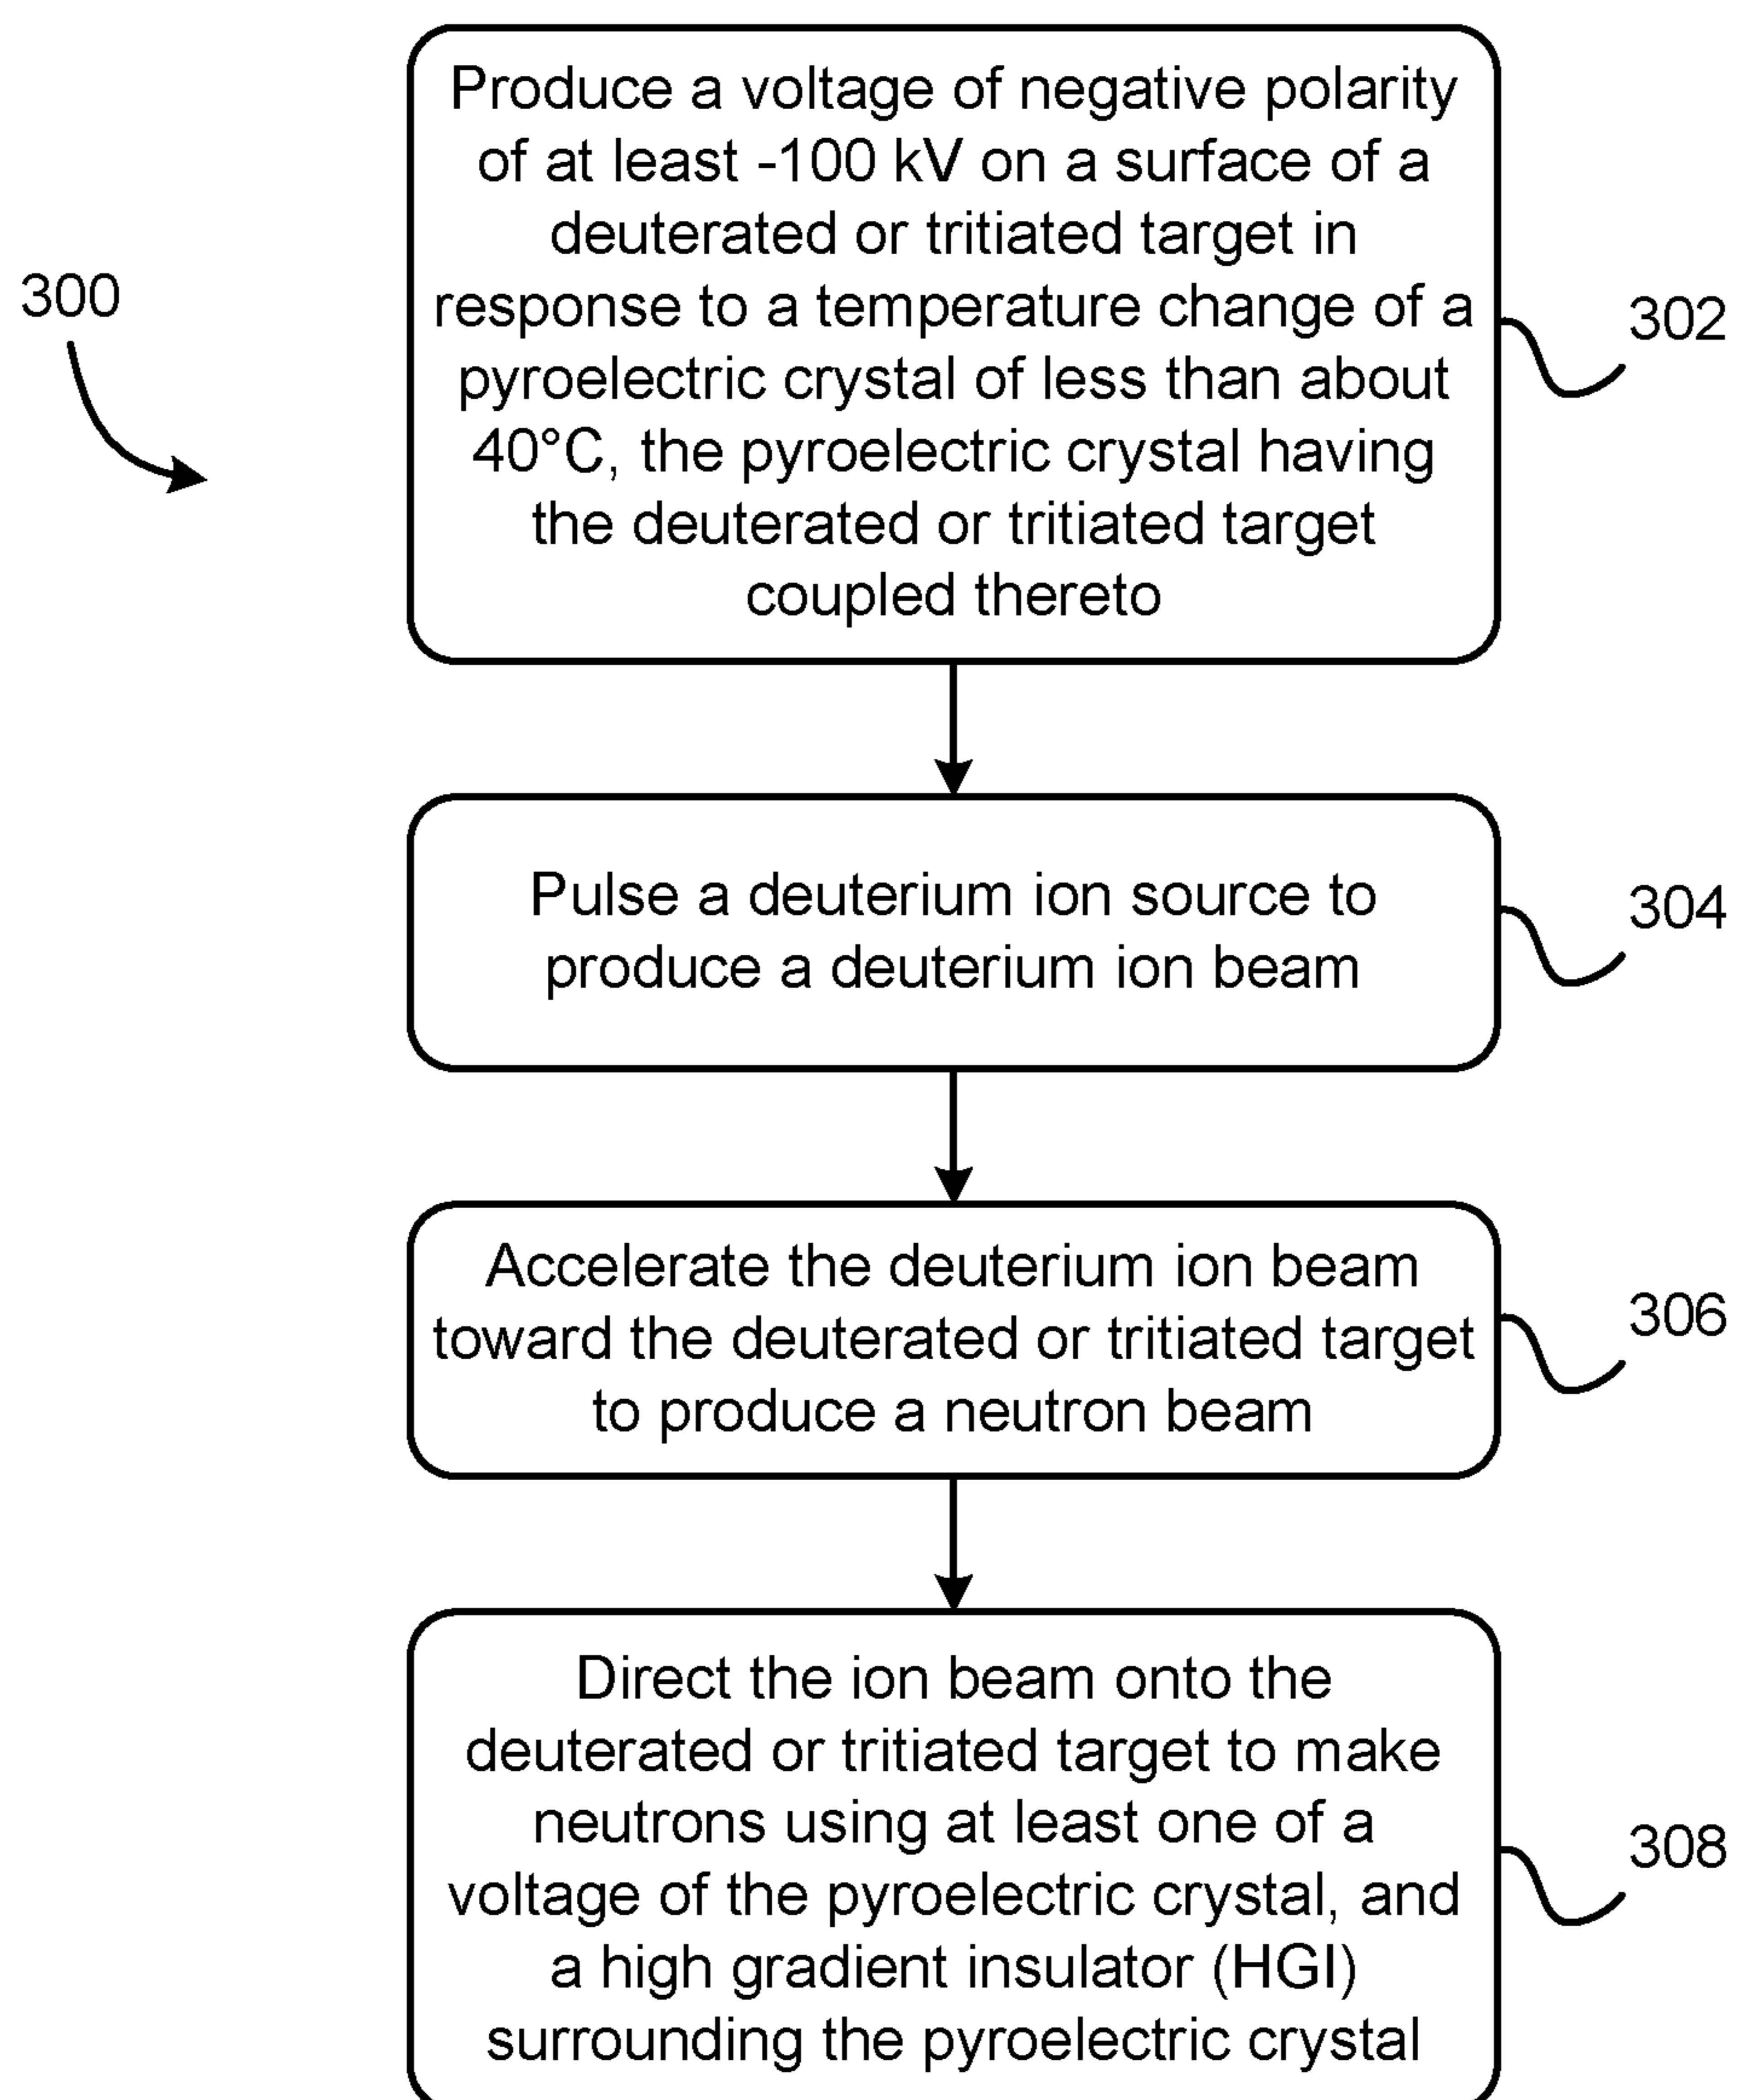 Produce a voltage of negative polarity
of at least -100 kV on a surface of a
deuterated or tritiated target in
response to a temperature change of a
pyroelectric crystal of less than about
40°C, the pyroelectric crystal having
the deuterated or tritiated target
coupled thereto
300
302
Pulse a deuterium ion source to
produce a deuterium ion beam
304
Accelerate the deuterium ion beam
toward the deuterated or tritiated target
to produce a neutron beam
306
Direct the ion beam onto the
deuterated or tritiated target to make
neutrons using at least one of a
voltage of the pyroelectric crystal, and
a high gradient insulator (HGI)
surrounding the pyroelectric crystal
308